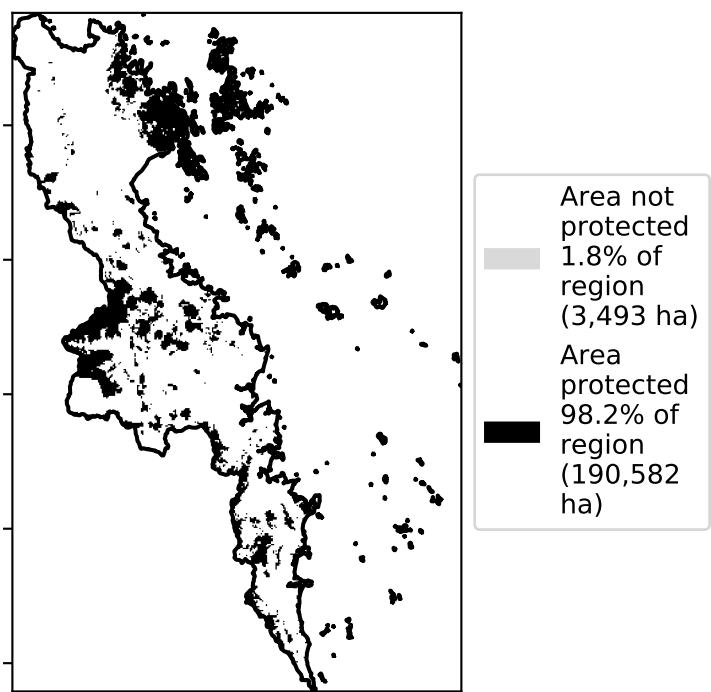 Area not
protected
1.8% of
region
(3,493 ha)
Area
protected
98.2% of
region
(190,582
ha)